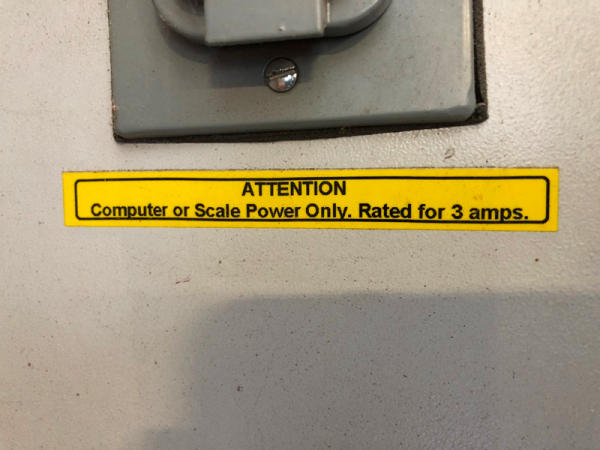 ATTENTION
Computer or Scale Power Only. Rated for 3 amps.